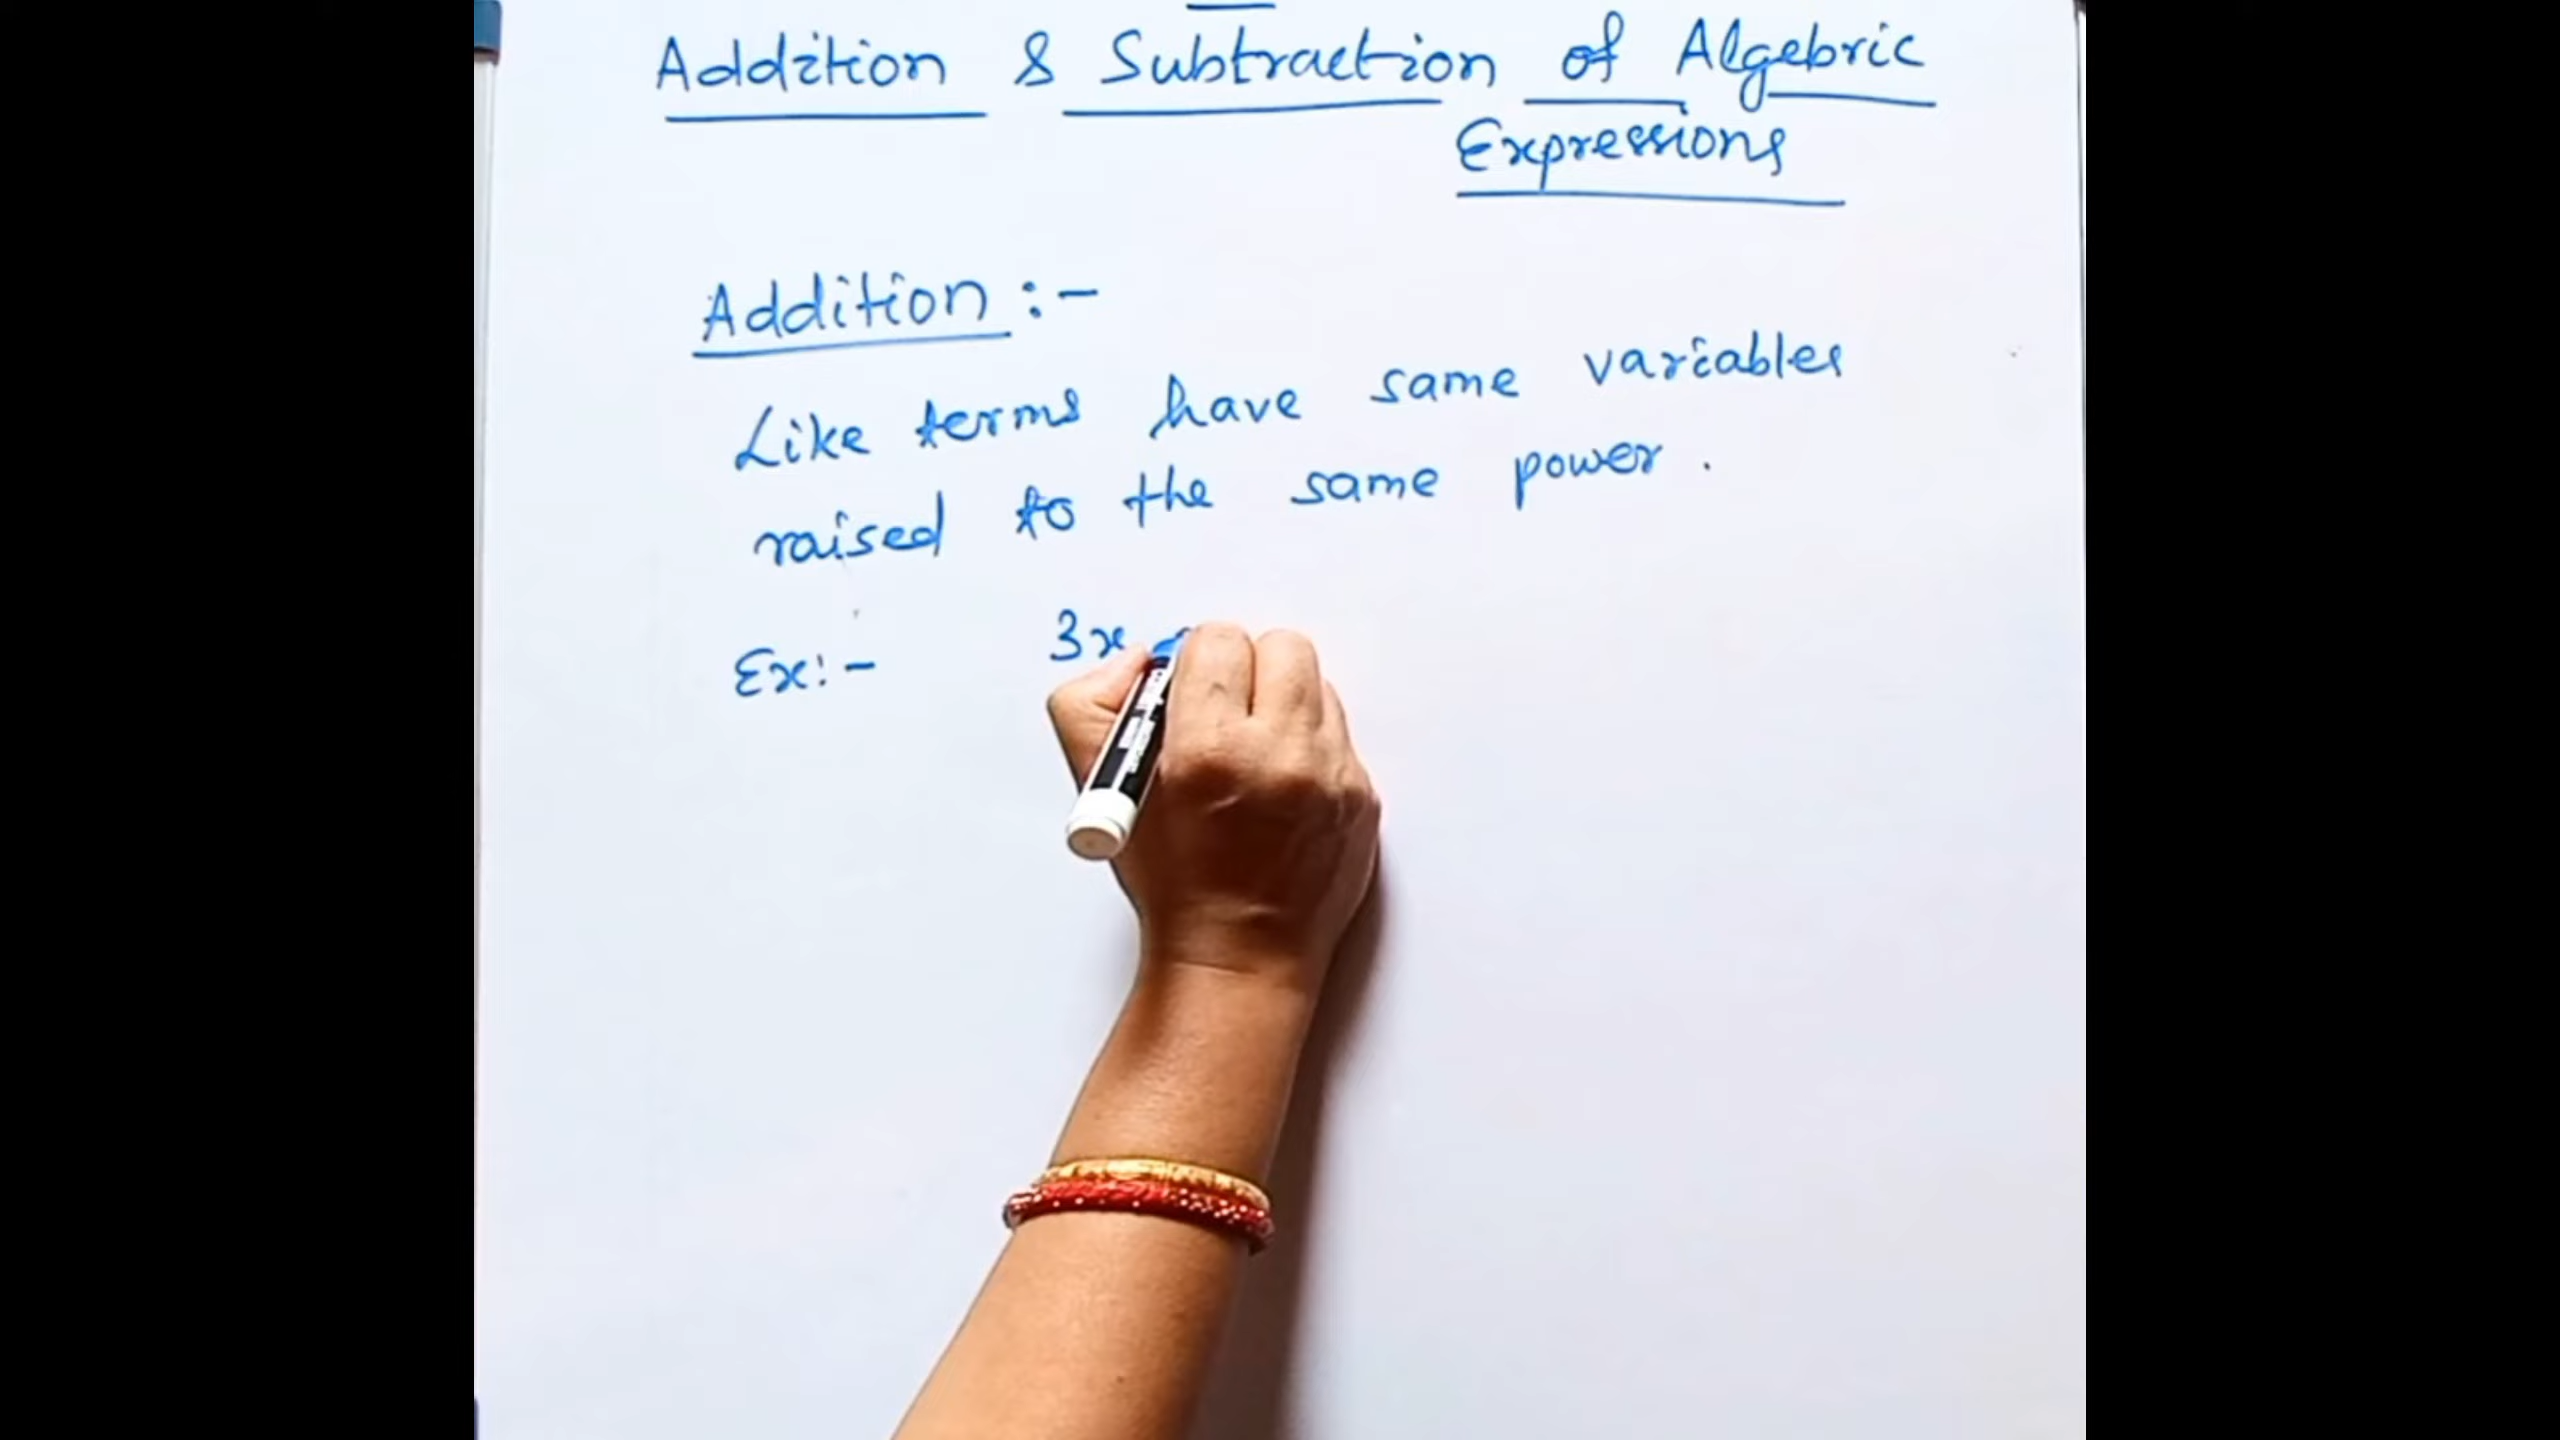 Addition & Subtraction of Algebric
Expressions
Addition :-
Like terms have same variables
raised to the same power .
Ex:- 3x